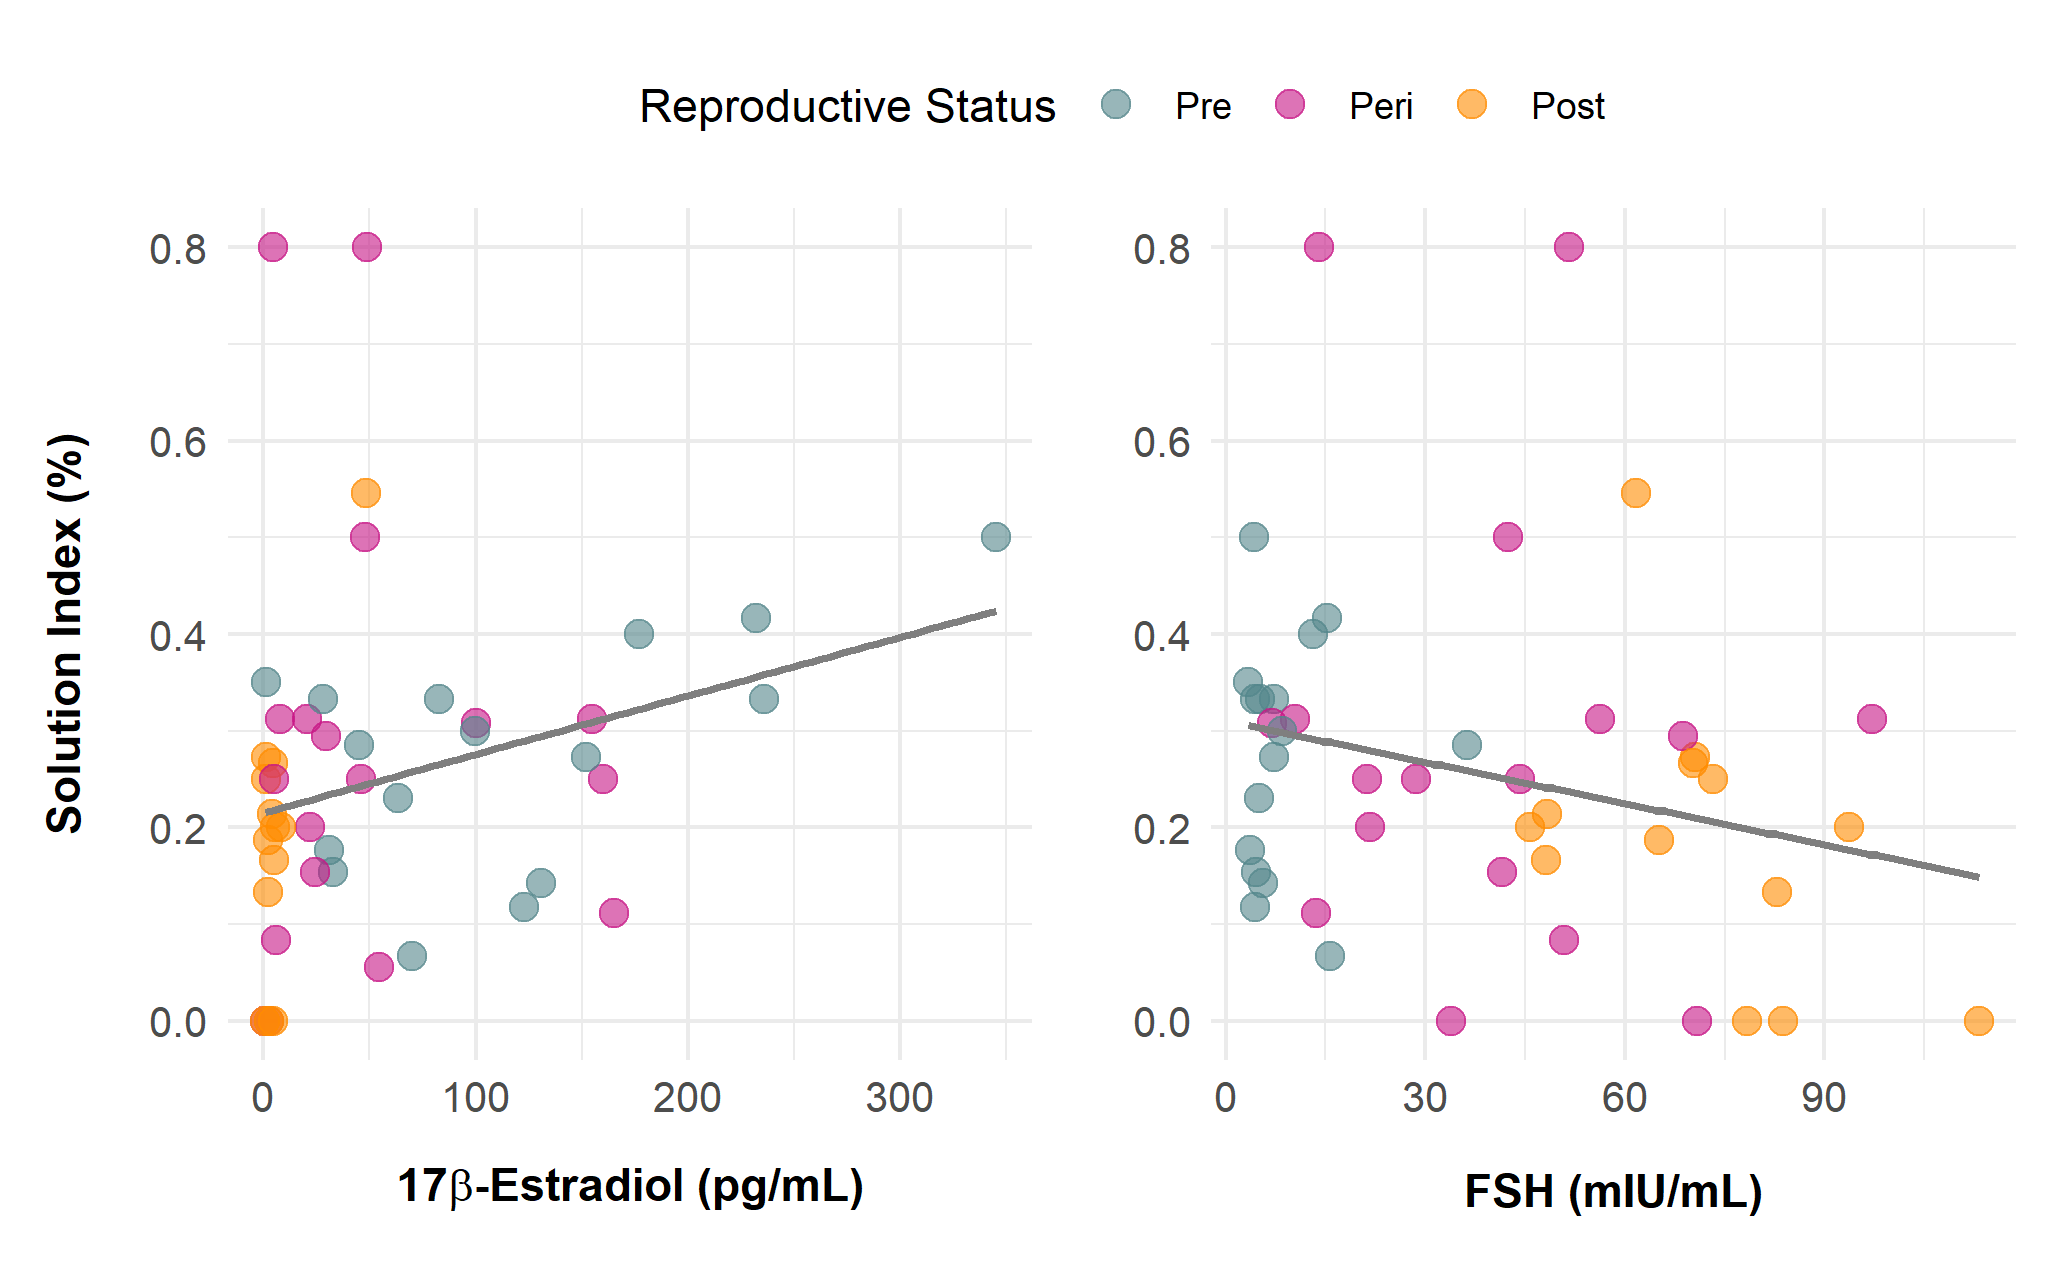 Reproductive Status Pre Peri Post
Solution Index (%)
0.8
0.6
0.4
0.2
0.0
0 100 200 300
17β-Estradiol (pg/mL)
0.8
0.6
0.4
0.2
0.0
0 30 60 90
FSH (mIU/mL)